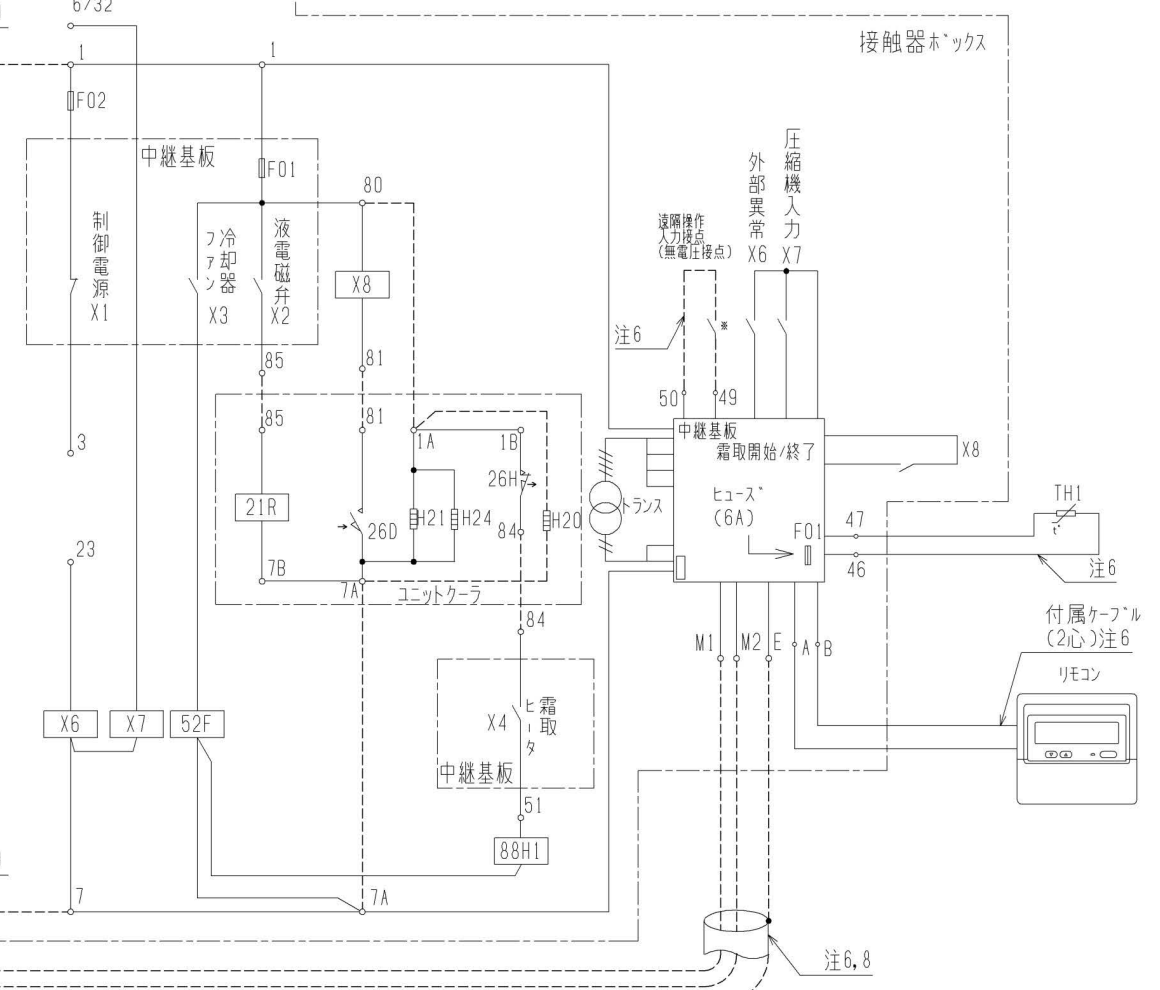 6/32
接触器ボックス
1
1
F02
中継基板
F01
80
制御電源
X1
冷却器
ファン
X3
液電磁弁
X2
X8
遠隔操作
入力接点
(無電圧接点)
外部異常
X6
圧縮機入力
X7
注6
※
50
49
85
81
85
81
1A
1B
3
中継基板
霜取開始/終了
X8
26H
21R
26D
H21
H24
84
H20
トランス
ヒューズ
(6A)
F01
47
46
TH1
t°
注6
23
7B
7A
ユニットクーラ
84
M1
M2
E
A
B
付属ケーブル
(2心)注6
リモコン
X6
X7
52F
X4
霜取
ヒータ
中継基板
51
88H1
7
7A
注6,8